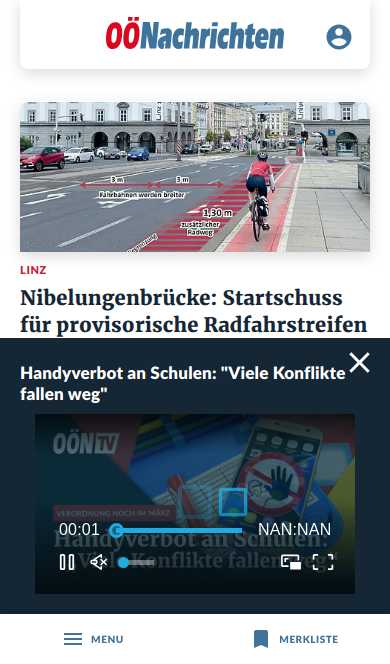 OÖNachrichten
3 m
3 m
Fahrbahnen werden breiter
1,30 m
zusätzlicher
Radweg
LINZ
Nibelungenbrücke: Startschuss
für provisorische Radfahrstreifen
Handyverbot an Schulen: "Viele Konflikte
fallen weg"
OÖN TV
VERORDNUNG NOCH IM MÄRZ
00:01
NAN:NAN
Handyverbot an Schulen:
"Viele Konflikte fallen weg"
MENU
MERKLISTE